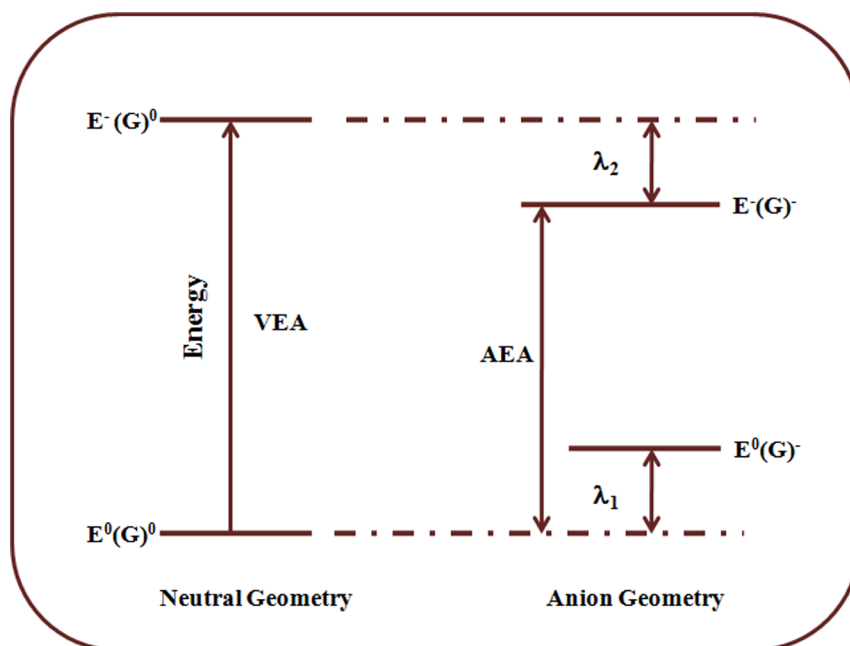 E⁻(G)⁰
λ₂
E⁻(G)⁻
Energy
VEA
AEA
E⁰(G)⁻
λ₁
E⁰(G)⁰
Neutral Geometry
Anion Geometry